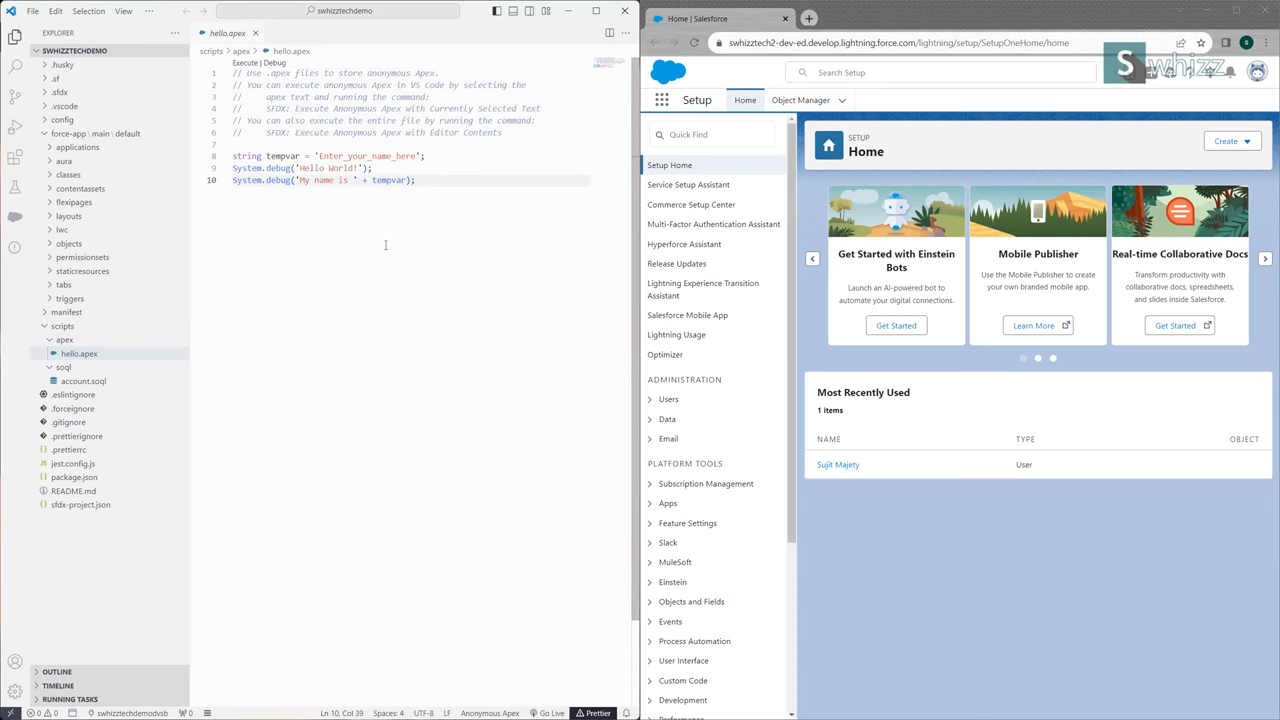 File Edit Selection View ··· swhizztechdemo
EXPLORER
SWHIZZTECHDEMO
.husky
.sf
.sfdx
.vscode
config
force-app | main \ default
applications
aura
classes
contentassets
flexipages
layouts
lwc
objects
permissionsets
staticresources
tabs
triggers
manifest
scripts
apex
hello.apex
soql
account.soql
.eslintignore
.forceignore
.gitignore
.prettierignore
.prettierrc
jest.config.js
package.json
README.md
sfdx-project.json
OUTLINE
TIMELINE
RUNNING TASKS
hello.apex
scripts > apex > hello.apex
Execute | Debug
1 // Use .apex files to store anonymous Apex.
2 // You can execute anonymous Apex in VS Code by selecting the
3 // apex text and running the command:
4 // SFDX: Execute Anonymous Apex with Currently Selected Text
5 // You can also execute the entire file by running the command:
6 // SFDX: Execute Anonymous Apex with Editor Contents
7
8 string tempvar = 'Enter_your_name_here';
9 System.debug('Hello World!');
10 System.debug('My name is ' + tempvar);
0 0 swhizztechdemodvsb 0 Ln 10, Col 39 Spaces: 4 UTF-8 LF Anonymous Apex Go Live Prettier
Home | Salesforce
swhizztech2-dev-ed.develop.lightning.force.com/lightning/setup/SetupOneHome/home
S
Search Setup
Swhizz
Setup Home Object Manager
Quick Find
Setup Home
Service Setup Assistant
Commerce Setup Center
Multi-Factor Authentication Assistant
Hyperforce Assistant
Release Updates
Lightning Experience Transition
Assistant
Salesforce Mobile App
Lightning Usage
Optimizer
ADMINISTRATION
Users
Data
Email
PLATFORM TOOLS
Subscription Management
Apps
Feature Settings
Slack
MuleSoft
Einstein
Objects and Fields
Events
Process Automation
User Interface
Custom Code
Development
SETUP
Home
Create
Get Started with Einstein
Bots
Launch an AI-powered bot to
automate your digital connections.
Get Started
Mobile Publisher
Use the Mobile Publisher to create
your own branded mobile app.
Learn More
Real-time Collaborative Docs
Transform productivity with
collaborative docs, spreadsheets,
and slides inside Salesforce.
Get Started
Most Recently Used
1 items
NAME TYPE OBJECT
Sujit Majety User